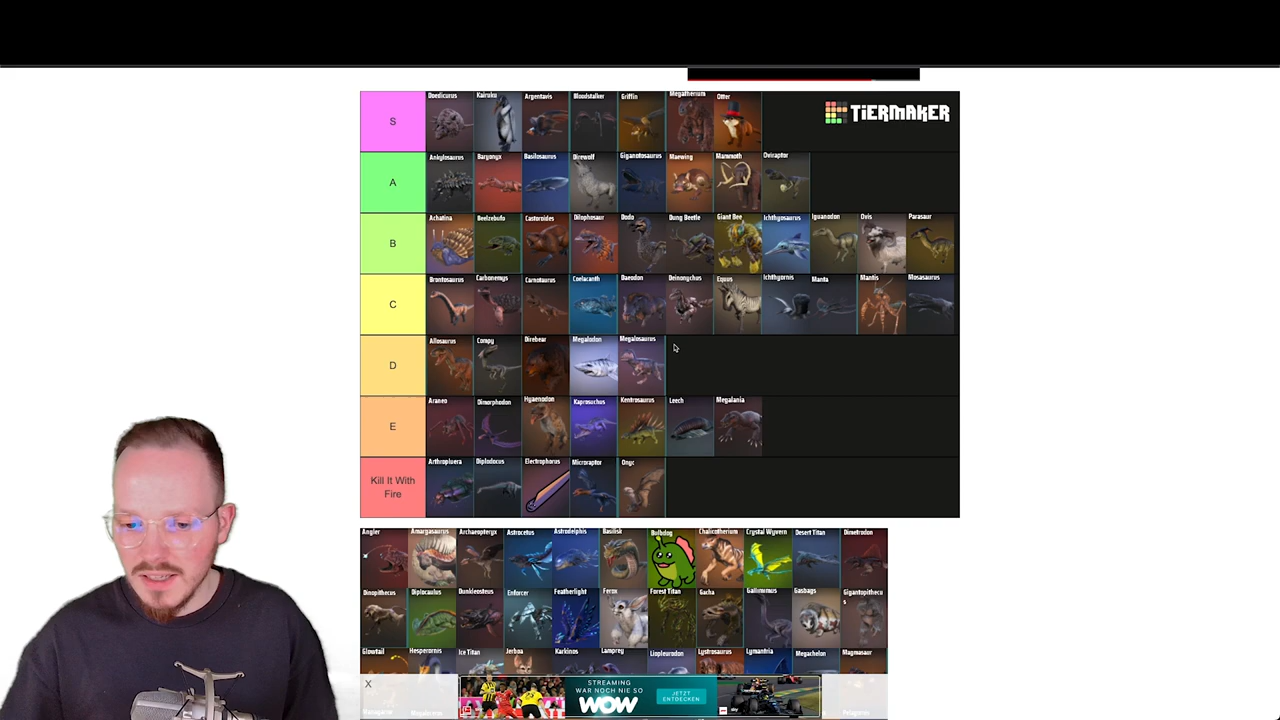 S
Doedicurus Kairuku Argentavis Bloodstalker Griffin Megatherium Otter
TiERMAKER
A
Ankylosaurus Baryonyx Basilosaurus Direwolf Giganotosaurus Maewing Mammoth Oviraptor
B
Achatina Beelzebufo Castoroides Dilophosaur Dodo Dung Beetle Giant Bee Ichthyosaurus Iguanodon Ovis Parasaur
C
Brontosaurus Carbonemys Carnotaurus Coelacanth Daeodon Deinonychus Equus Ichthyornis Manta Mantis Mosasaurus
D
Allosaurus Compy Direbear Megalodon Megalosaurus
E
Araneo Dimorphodon Hyaenodon Kaprosuchus Kentrosaurus Leech Megalania
Kill It With
Fire
Arthropluera Diplodocus Electrophorus Microraptor Onyc
Angler Amargasaurus Archaeopteryx Astrocetus Astrodelphis Basilisk Bulbdog Chalicotherium Crystal Wyvern Desert Titan Dimetrodon
Dinopithecus Diplocaulus Dunkleosteus Enforcer Featherlight Ferox Forest Titan Gacha Gallimimus Gasbags Gigantopithecu
s
Glowtail Hesperornis Ice Titan Jerboa Karkinos Lamprey Liopleurodon Lystrosaurus Lymantria Megachelon Magmasaur
X
STREAMING
WAR NOCH NIE SO
WOW
JETZT
ENTDECKEN
sky